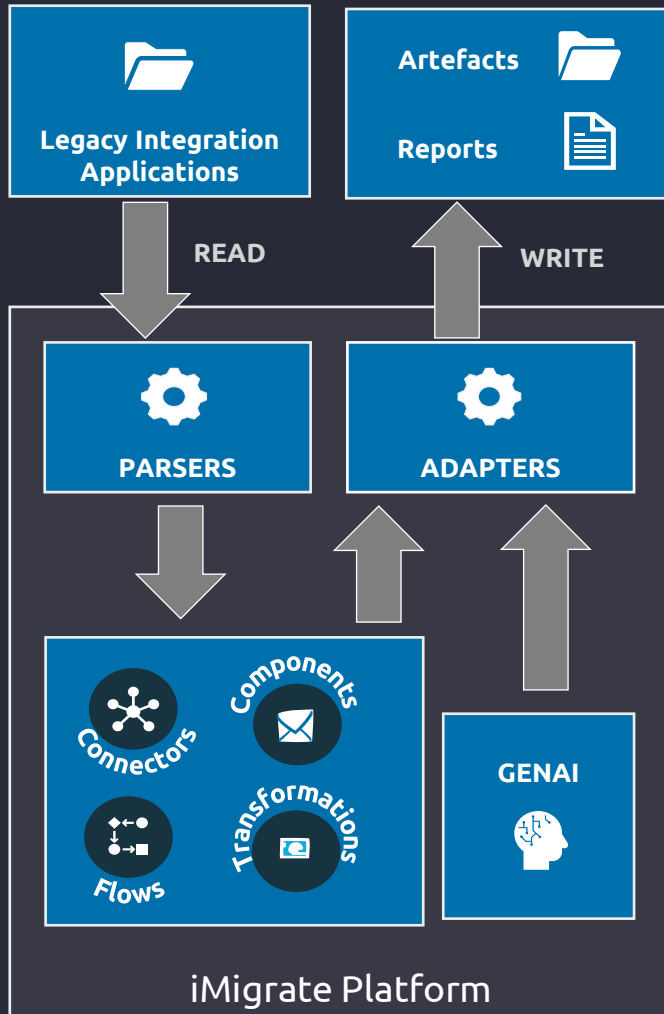 Legacy Integration
Applications
Artefacts
Reports
READ
WRITE
PARSERS
ADAPTERS
Connectors
Components
Flows
Transformations
GENAI
iMigrate Platform